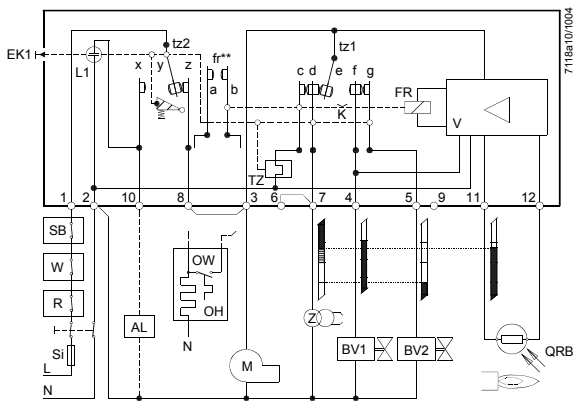 7118a10/1004
EK1
L1
tz2
x y z
fr**
a b
tz1
c d e f g
K
FR
V
TZ
1 2 10 8 3 6 7 4 5 9 11 12
SB
W
R
Si
L
N
AL
OW
OH
N
M
Z
BV1
BV2
QRB